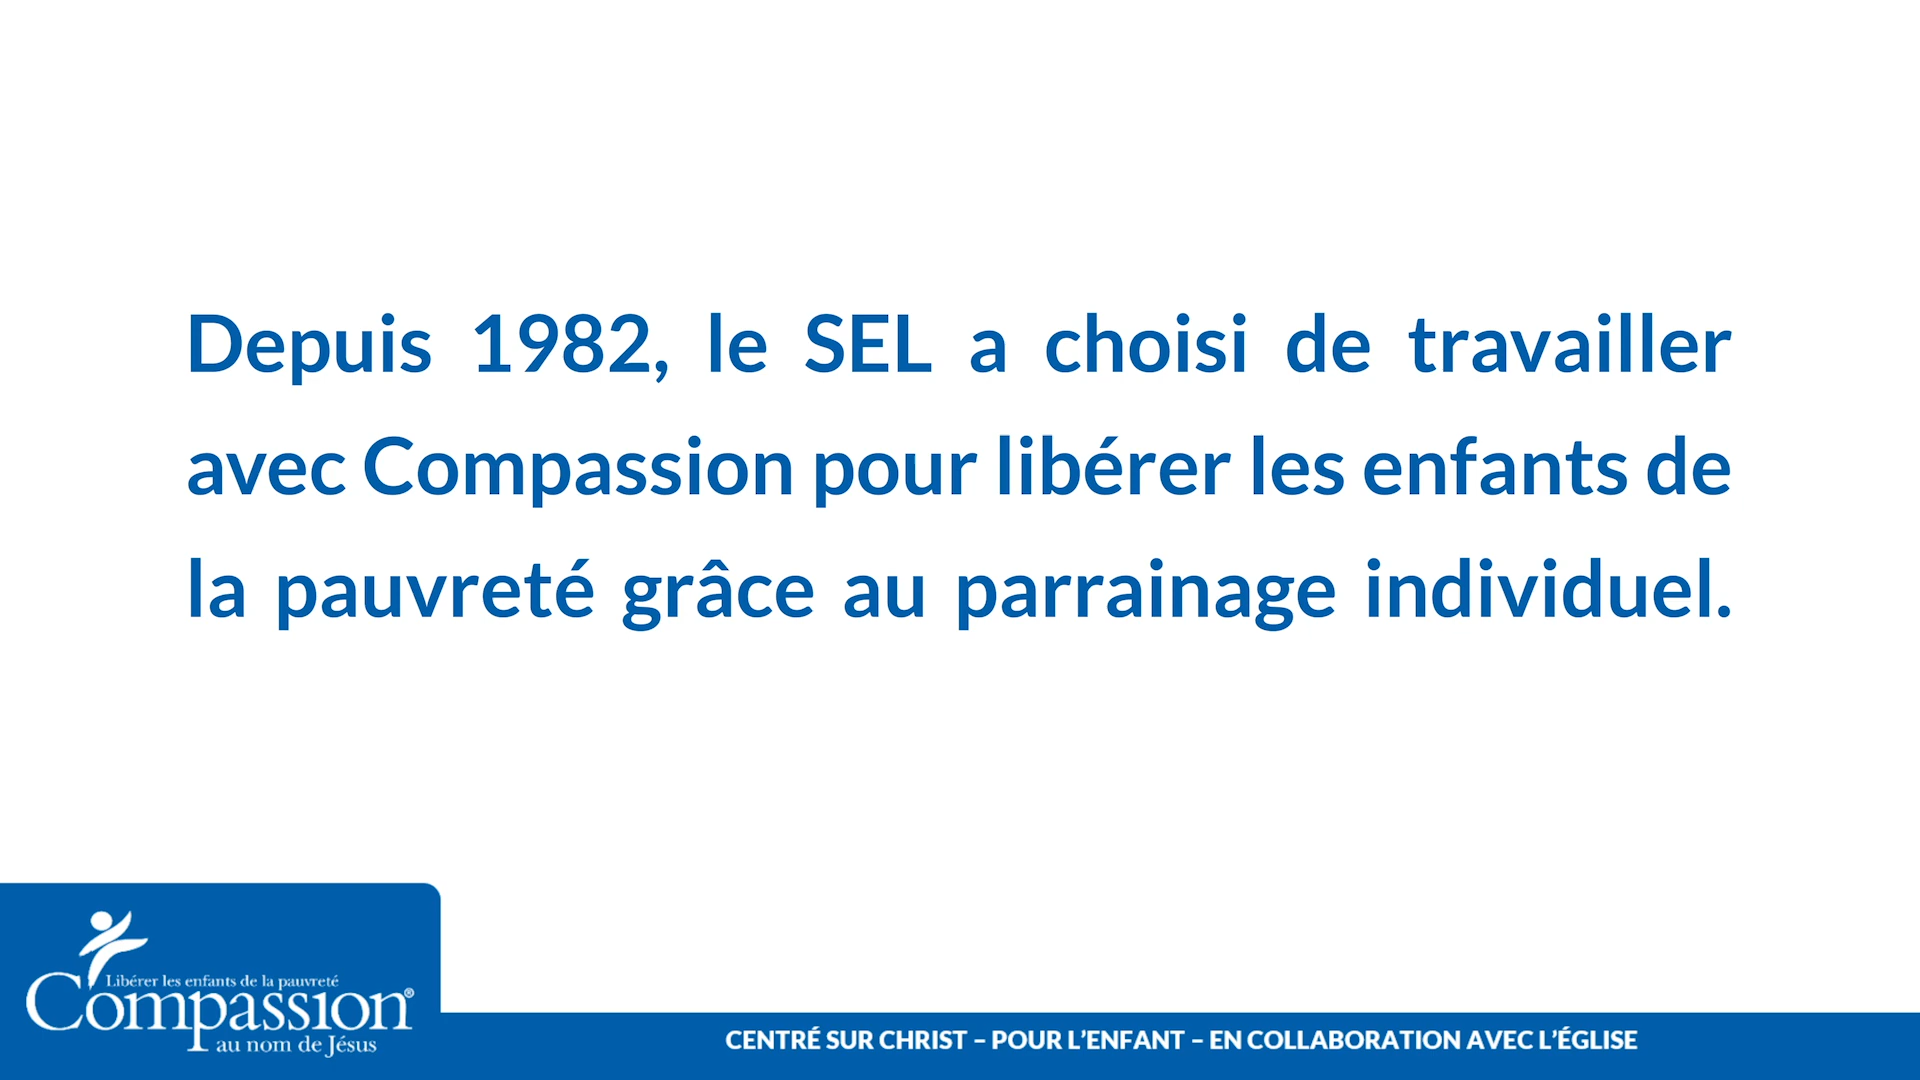 Depuis 1982, le SEL a choisi de travailler
avec Compassion pour libérer les enfants de
la pauvreté grâce au parrainage individuel.
Libérer les enfants de la pauvreté
Compassion®
au nom de Jésus
CENTRÉ SUR CHRIST – POUR L’ENFANT – EN COLLABORATION AVEC L’ÉGLISE